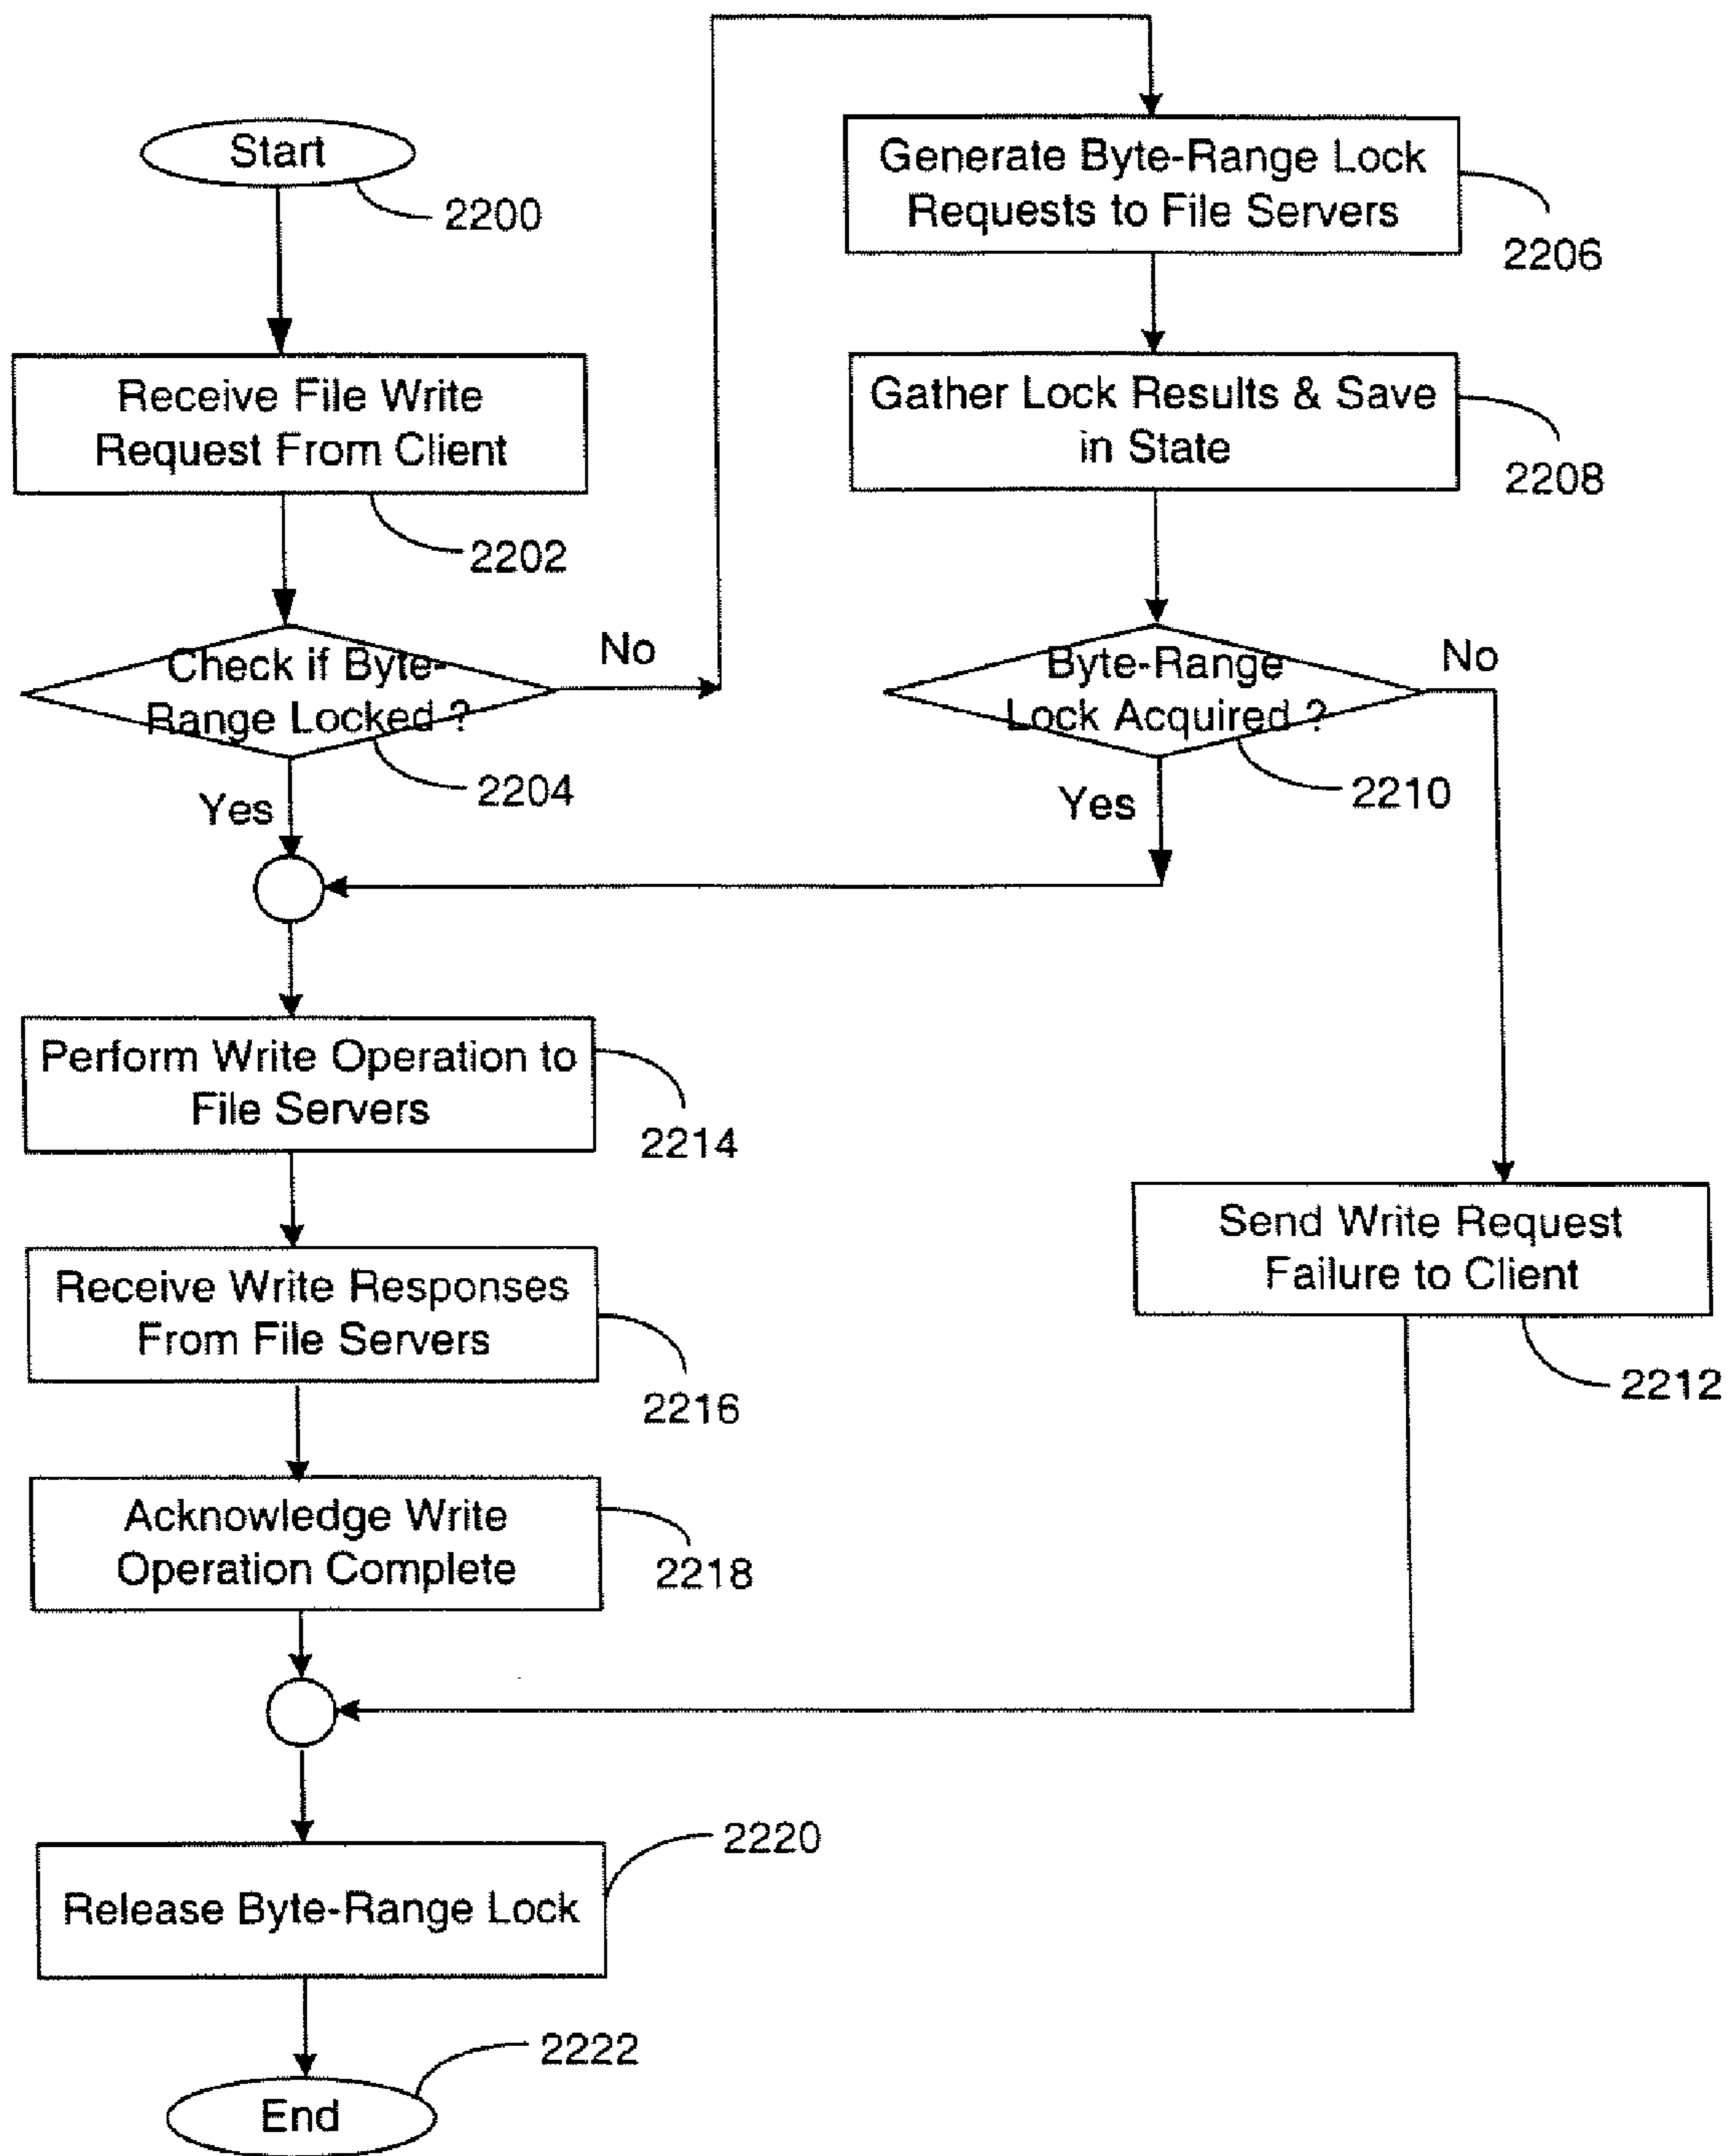 Start
2200
Receive File Write
Request From Client
2202
Check if Byte-
Range Locked ?
2204
No
Yes
Generate Byte-Range Lock
Requests to File Servers
2206
Gather Lock Results & Save
in State
2208
Byte-Range
Lock Acquired ?
2210
No
Yes
Send Write Request
Failure to Client
2212
Perform Write Operation to
File Servers
2214
Receive Write Responses
From File Servers
2216
Acknowledge Write
Operation Complete
2218
Release Byte-Range Lock
2220
End
2222